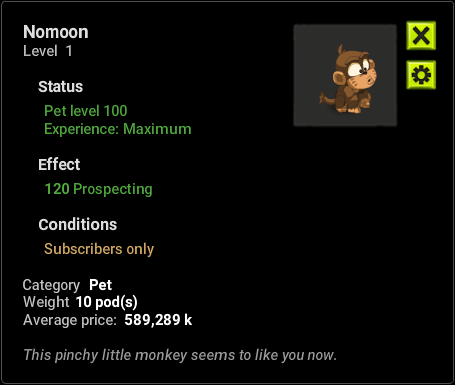 Nomoon
Level 1
Status
Pet level 100
Experience: Maximum
Effect
120 Prospecting
Conditions
Subscribers only
Category Pet
Weight 10 pod(s)
Average price: 589,289 k
This pinchy little monkey seems to like you now.